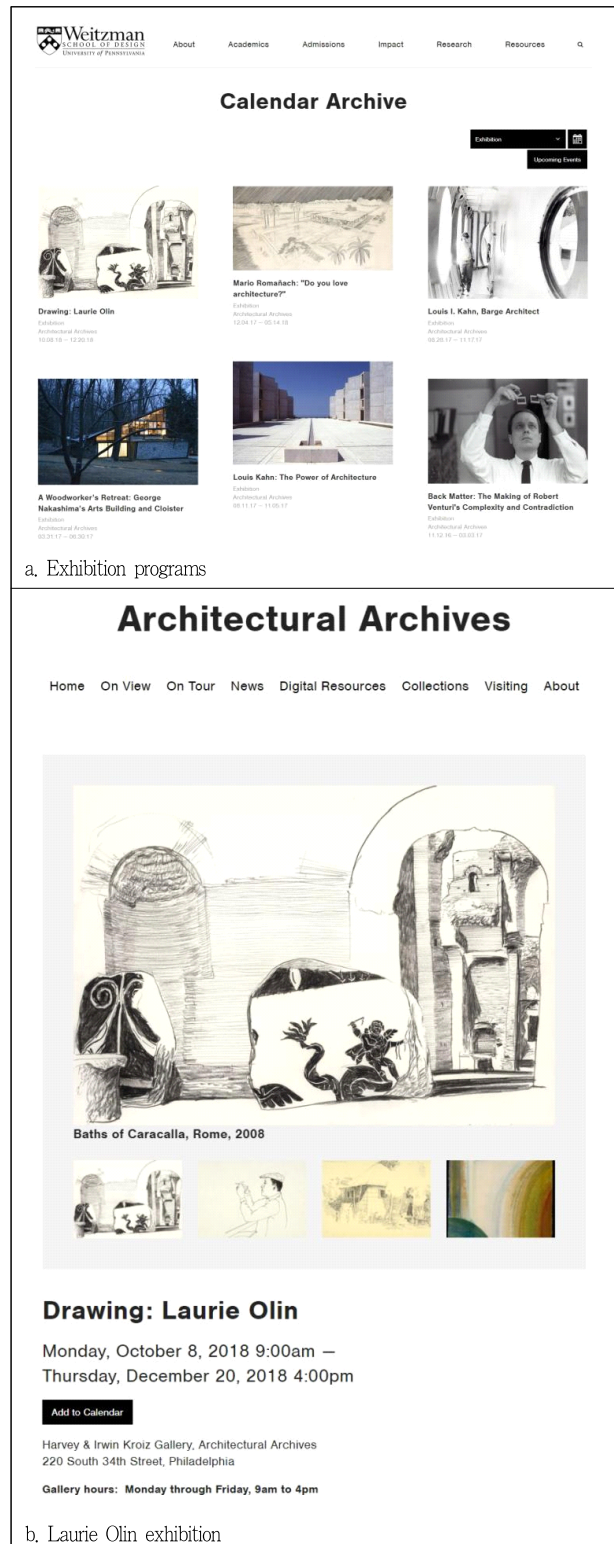 Weitzman
SCHOOL OF DESIGN
UNIVERSITY OF PENNSYLVANIA
About Academics Admissions Impact Research Resources
Calendar Archive
Exhibition
Upcoming Events
Drawing: Laurie Olin
Exhibition
Architectural Archives
10.08.18 — 12.20.18
Mario Romañach: "Do you love
architecture?"
Exhibition
Architectural Archives
12.04.17 — 05.14.18
Louis I. Kahn, Barge Architect
Exhibition
Architectural Archives
09.28.17 — 11.17.17
A Woodworker's Retreat: George
Nakashima's Arts Building and Cloister
Exhibition
Architectural Archives
Louis Kahn: The Power of Architecture
Exhibition
Architectural Archives
08.11.17 — 11.05.17
Back Matter: The Making of Robert
Venturi's Complexity and Contradiction
Exhibition
Architectural Archives
11.12.16 — 03.03.17
a. Exhibition programs
Architectural Archives
Home On View On Tour News Digital Resources Collections Visiting About
Baths of Caracalla, Rome, 2008
Drawing: Laurie Olin
Monday, October 8, 2018 9:00am —
Thursday, December 20, 2018 4:00pm
Add to Calendar
Harvey & Irwin Kroiz Gallery, Architectural Archives
220 South 34th Street, Philadelphia
Gallery hours: Monday through Friday, 9am to 4pm
b. Laurie Olin exhibition